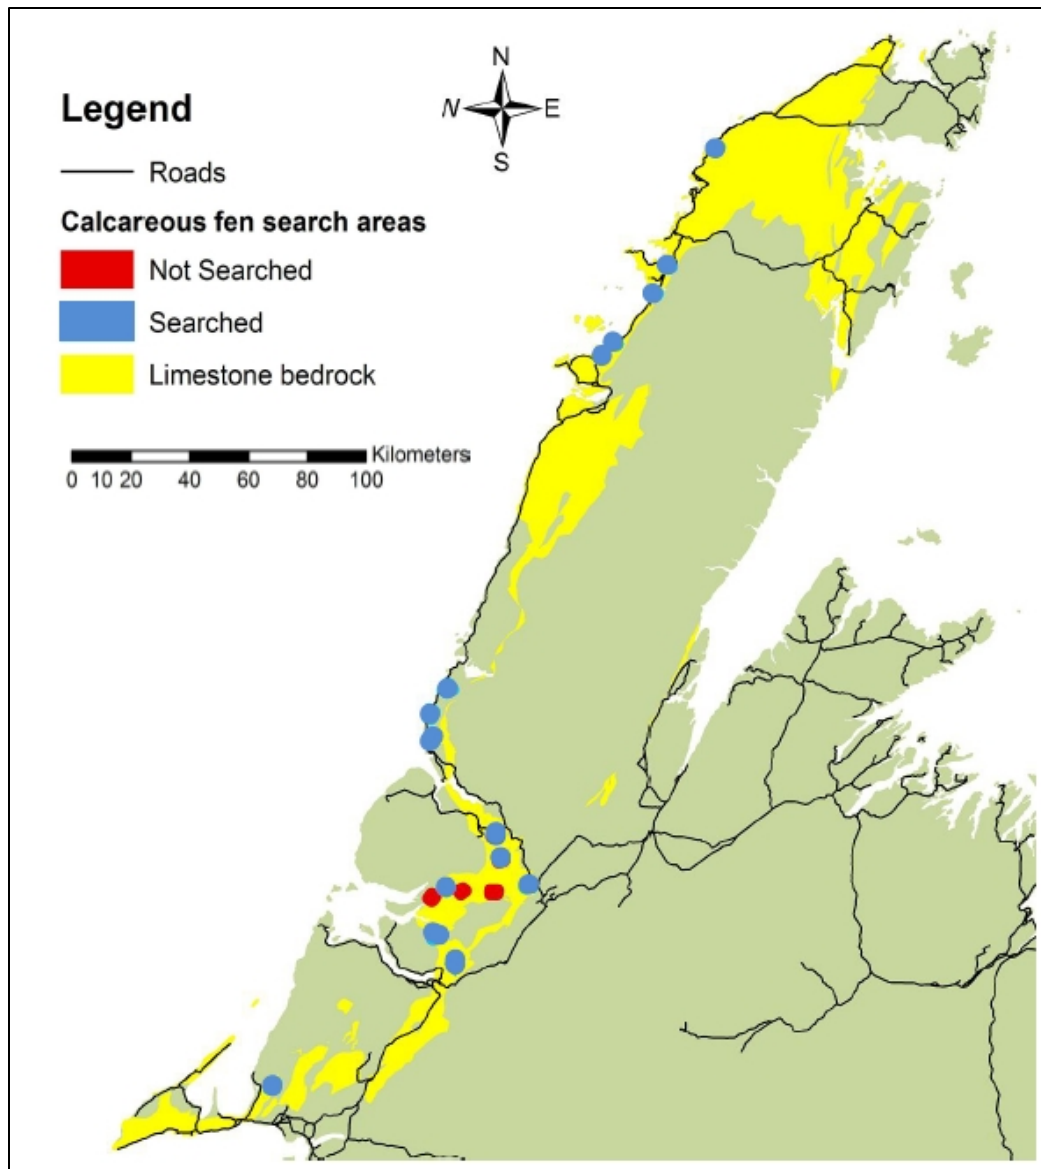 N
Legend
N E
S
Roads
Calcareous fen search areas
Not Searched
Searched
Limestone bedrock
Kilometers
0 10 20 40 60 80 100